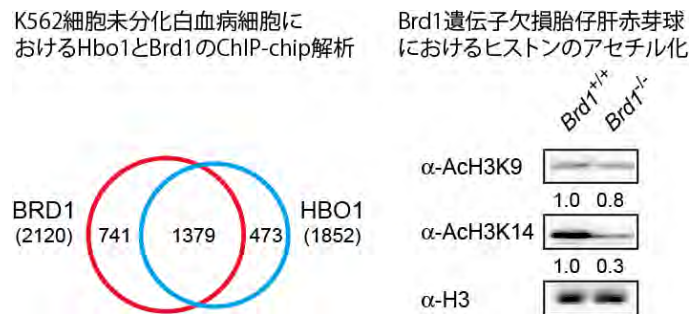 K562細胞未分化白血病細胞に
おけるHbo1とBrd1のChIP-chip解析
BRD1
(2120)
741
1379
473
HBO1
(1852)
Brd1遺伝子欠損胎仔肝赤芽球
におけるヒストンのアセチル化
Brd1+/+
Brd1-/-
α-AcH3K9
1.0 0.8
α-AcH3K14
1.0 0.3
α-H3